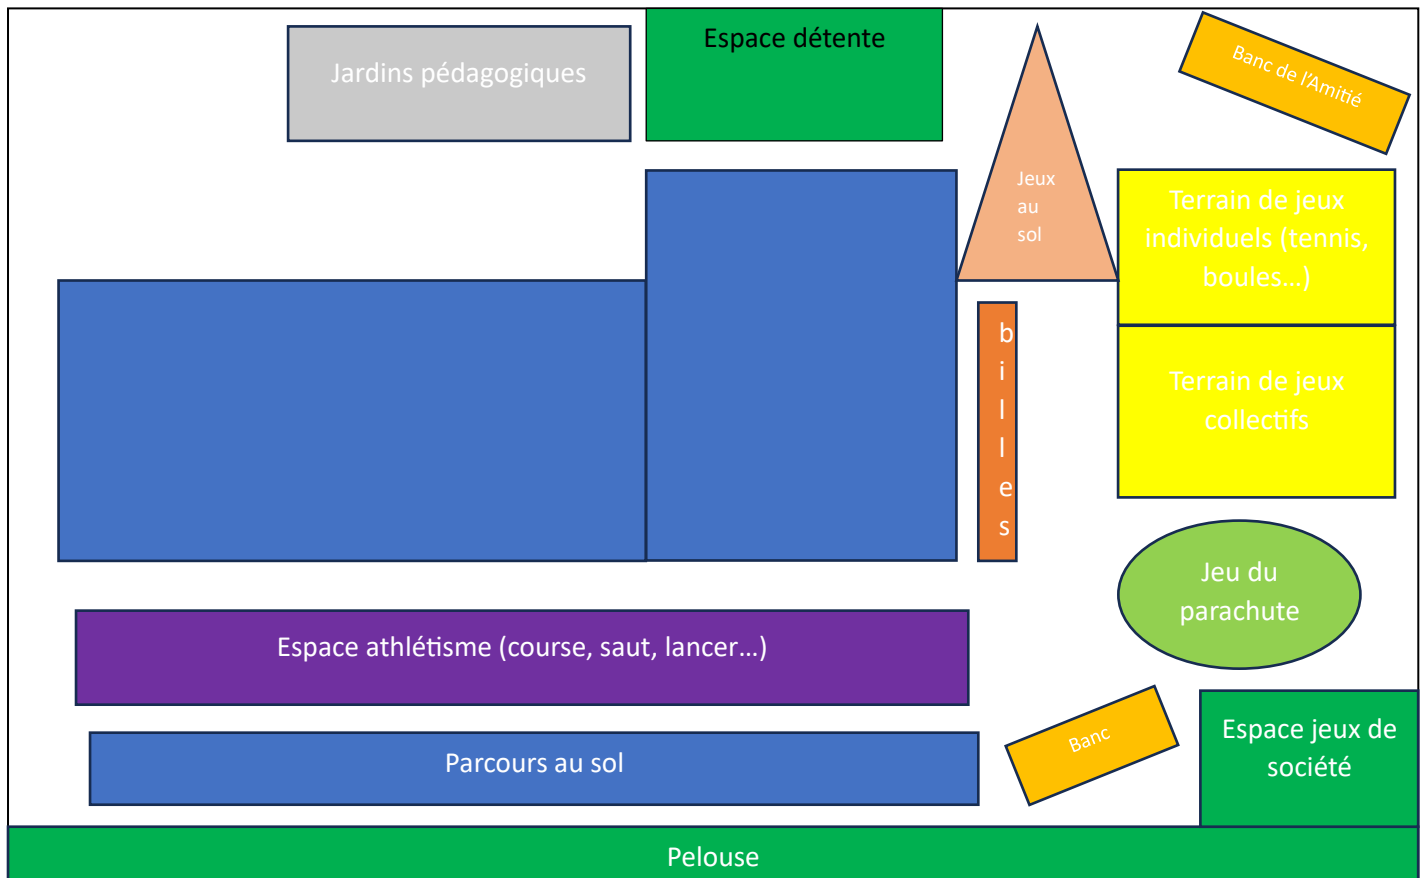 Jardins pédagogiques
Espace détente
Banc de l’Amitié
Jeux
au
sol
Terrain de jeux
individuels (tennis,
boules…)
b
i
l
l
e
s
Terrain de jeux
collectifs
Jeu du
parachute
Espace athlétisme (course, saut, lancer…)
Parcours au sol
Banc
Espace jeux de
société
Pelouse